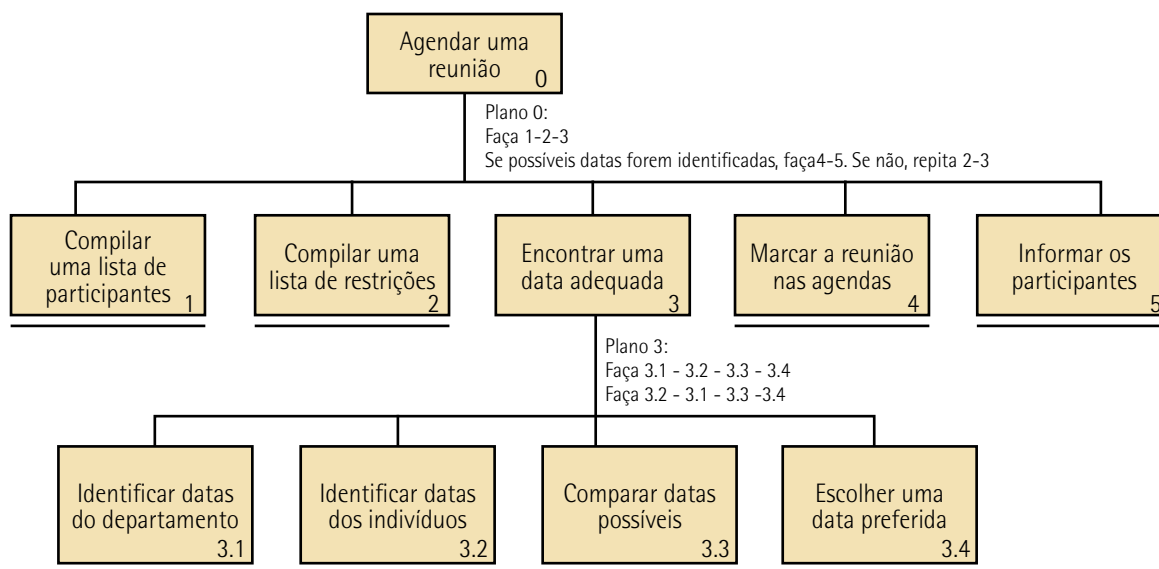 Agendar uma
reunião
0
Plano 0:
Faça 1-2-3
Se possíveis datas forem identificadas, faça4-5. Se não, repita 2-3
Compilar
uma lista de
participantes
1
Compilar uma
lista de restrições
2
Encontrar uma
data adequada
3
Marcar a reunião
nas agendas
4
Informar os
participantes
5
Plano 3:
Faça 3.1 - 3.2 - 3.3 - 3.4
Faça 3.2 - 3.1 - 3.3 -3.4
Identificar datas
do departamento
3.1
Identificar datas
dos indivíduos
3.2
Comparar datas
possíveis
3.3
Escolher uma
data preferida
3.4